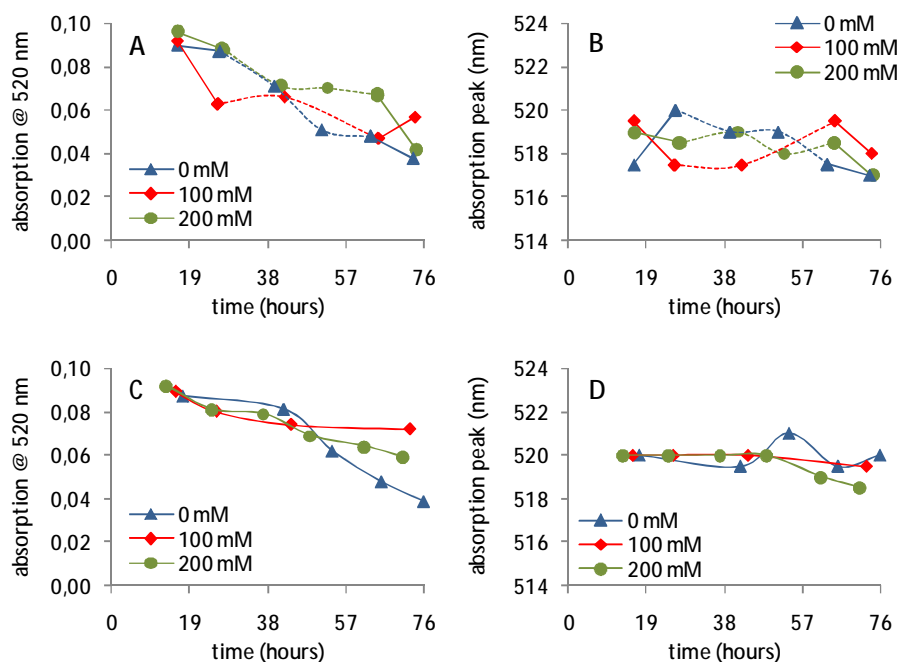 A
absorption @ 520 nm
0,10
0,08
0,06
0,04
0,02
0,00
0 mM
100 mM
200 mM
0 19 38 57 76
time (hours)
B
absorption peak (nm)
524
522
520
518
516
514
0 mM
100 mM
200 mM
0 19 38 57 76
time (hours)
C
absorption @ 520 nm
0,10
0,08
0,06
0,04
0,02
0,00
0 mM
100 mM
200 mM
0 19 38 57 76
time (hours)
D
absorption peak (nm)
524
522
520
518
516
514
0 mM
100 mM
200 mM
0 19 38 57 76
time (hours)